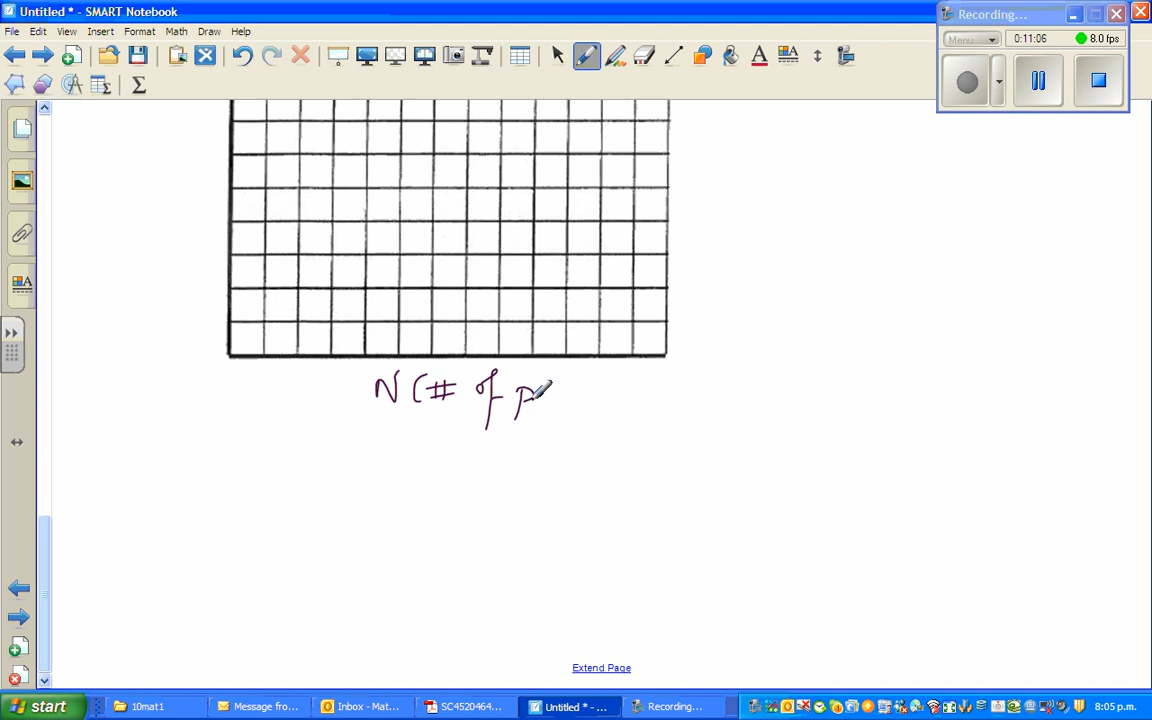 Untitled * - SMART Notebook
Recording...
File Edit View Insert Format Math Draw Help
Menu
0:11:06
8.0 fps
N (# of p
Extend Page
start
10mat1
Message fro...
Inbox - Mat...
SC4520464...
Untitled * - ...
Recording...
8:05 p.m.